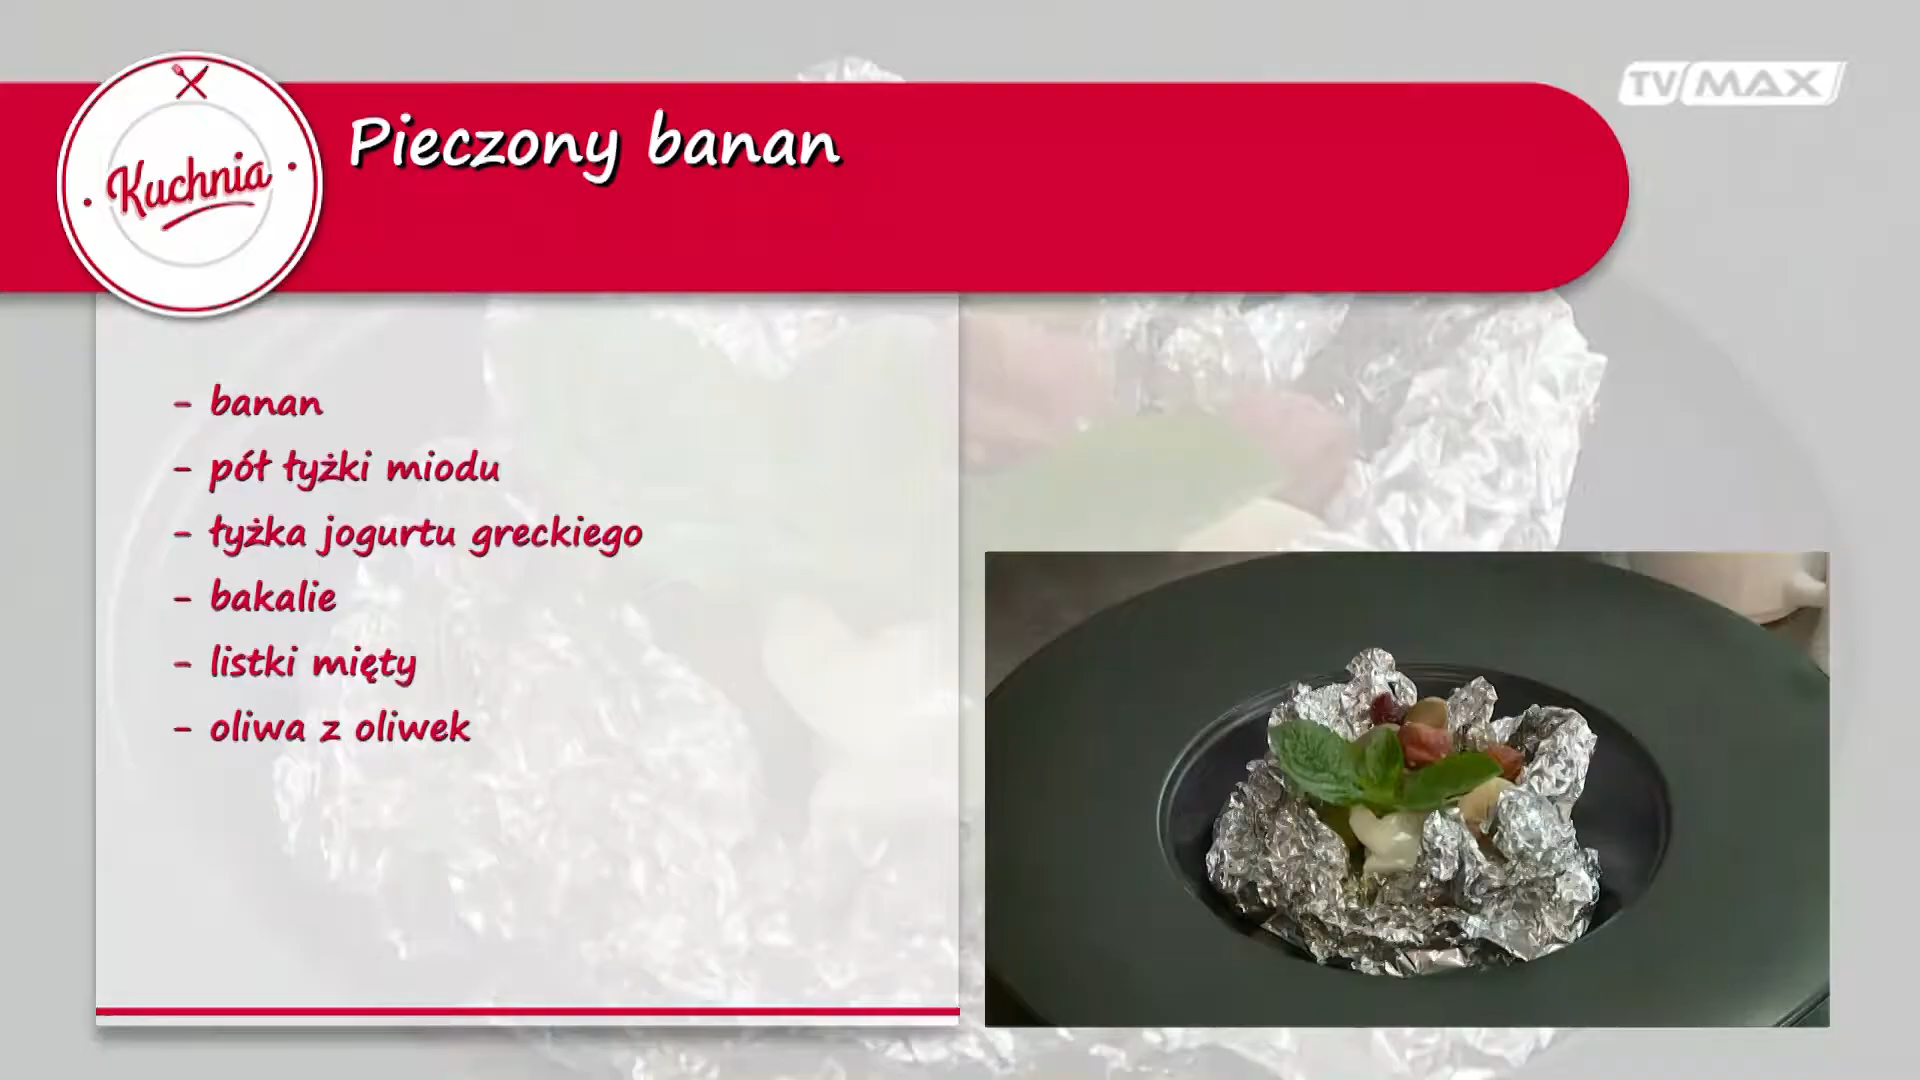 TV MAX
Pieczony banan
Kuchnia
- banan
- pół łyżki miodu
- łyżka jogurtu greckiego
- bakalie
- listki mięty
- oliwa z oliwek